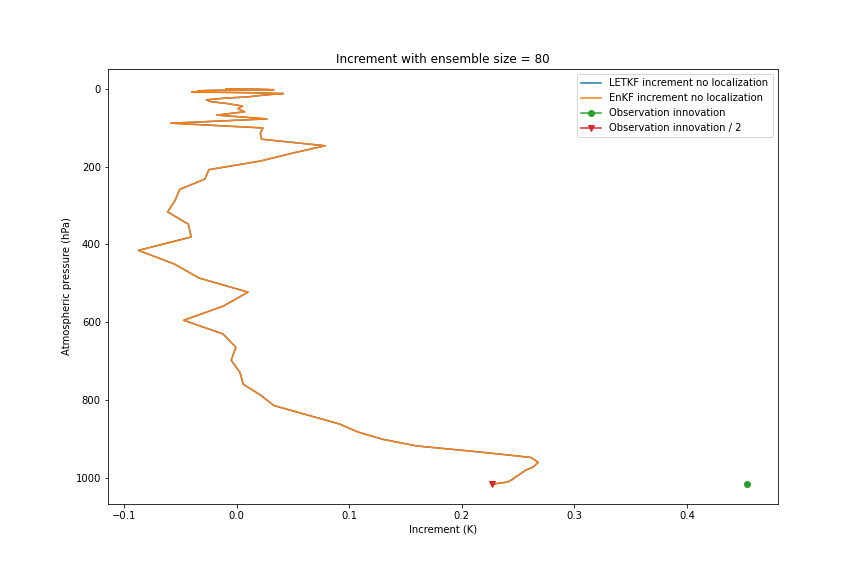 Increment with ensemble size = 80
LETKF increment no localization
EnKF increment no localization
Observation innovation
Observation innovation / 2
0
200
400
600
800
1000
Atmospheric pressure (hPa)
−0.1
0.0
0.1
0.2
0.3
0.4
Increment (K)